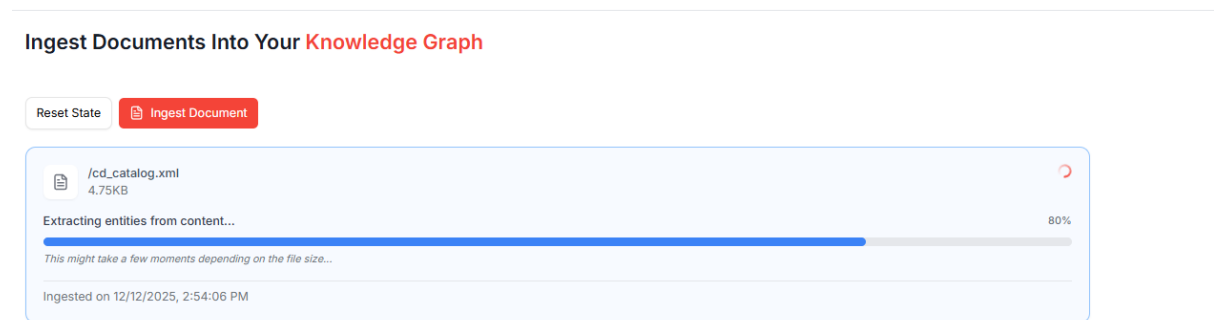 Ingest Documents Into Your Knowledge Graph
Reset State
Ingest Document
/cd_catalog.xml
4.75KB
Extracting entities from content...
80%
This might take a few moments depending on the file size...
Ingested on 12/12/2025, 2:54:06 PM